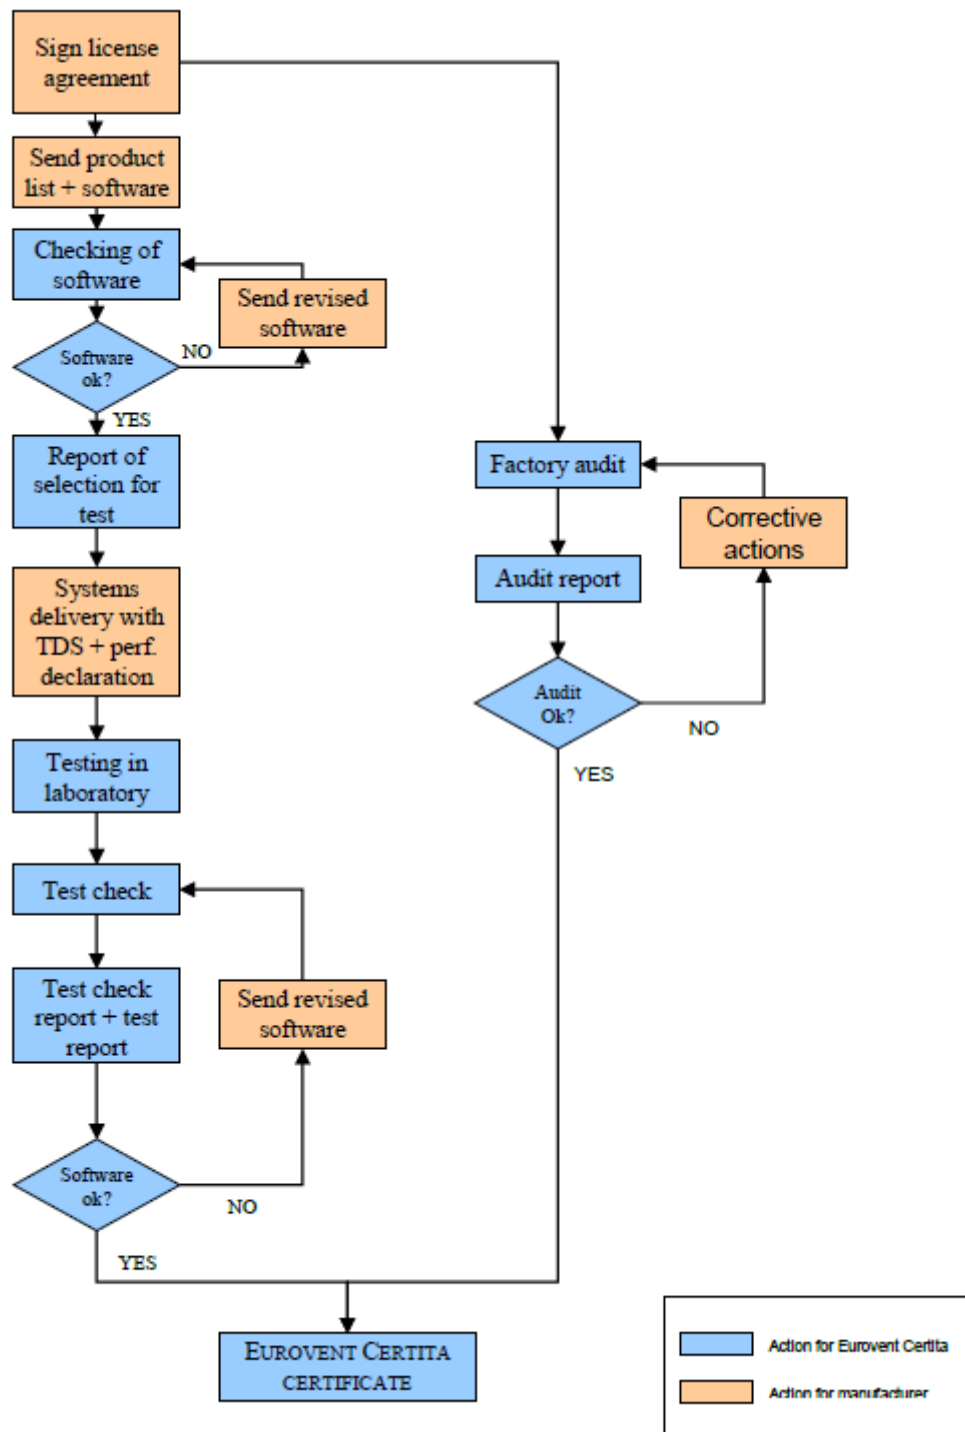 Sign license
agreement
Send product
list + software
Checking of
software
Send revised
software
Software
ok?
NO
YES
Report of
selection for
test
Systems
delivery with
TDS + perf.
declaration
Testing in
laboratory
Test check
Test check
report + test
report
Send revised
software
Software
ok?
NO
YES
Factory audit
Corrective
actions
Audit report
Audit
Ok?
NO
YES
EUROVENT CERTITA
CERTIFICATE
Action for Eurovent Certita
Action for manufacturer